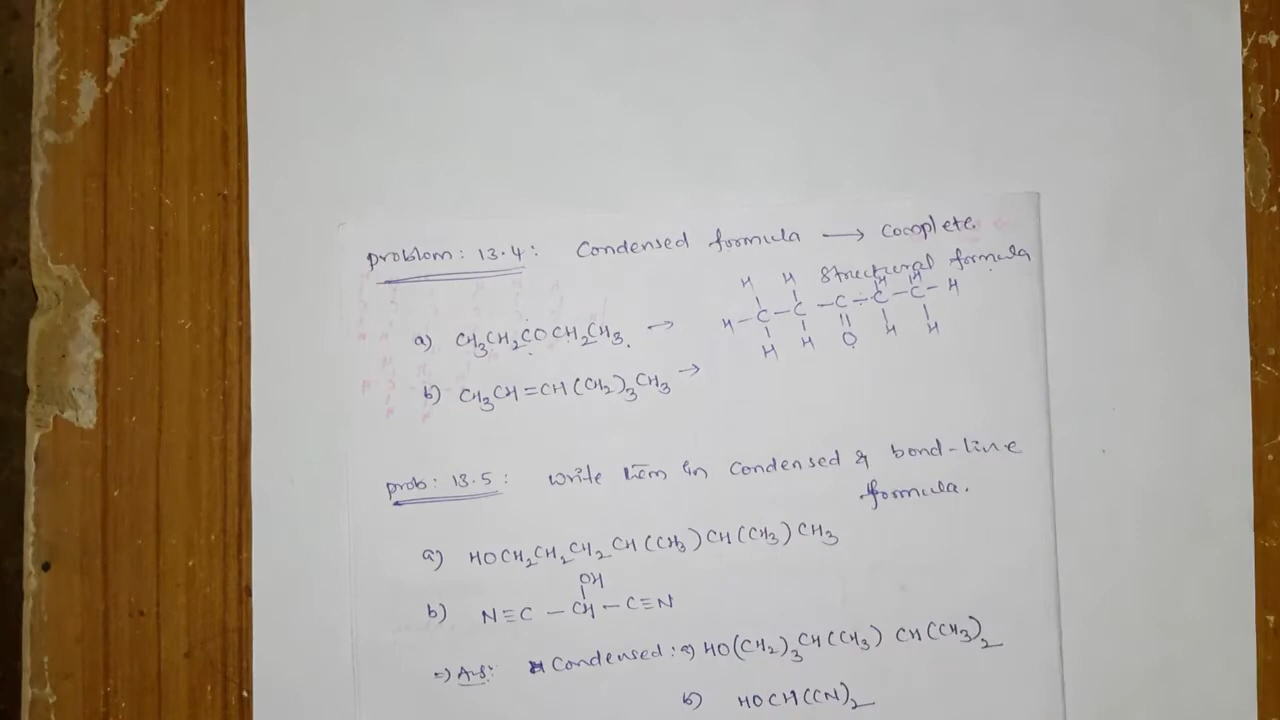 problem: 13.4: Condensed formula → Complete
Structural formula
a) CH₃CH₂COCH₂CH₃. →
H H H H
H-C-C-C-C-C-H
H H O H H
b) CH₃CH=CH(CH₂)₃CH₃ →
prob: 13.5: Write them in condensed & bond-line
formula.
a) HOCH₂CH₂CH₂CH(CH₃)CH(CH₃)CH₃
OH
b) N≡C-CH-C≡N
=) Ans: Condensed: a) HO(CH₂)₃CH(CH₃) CH(CH₃)₂
b) HOCH(CN)₂